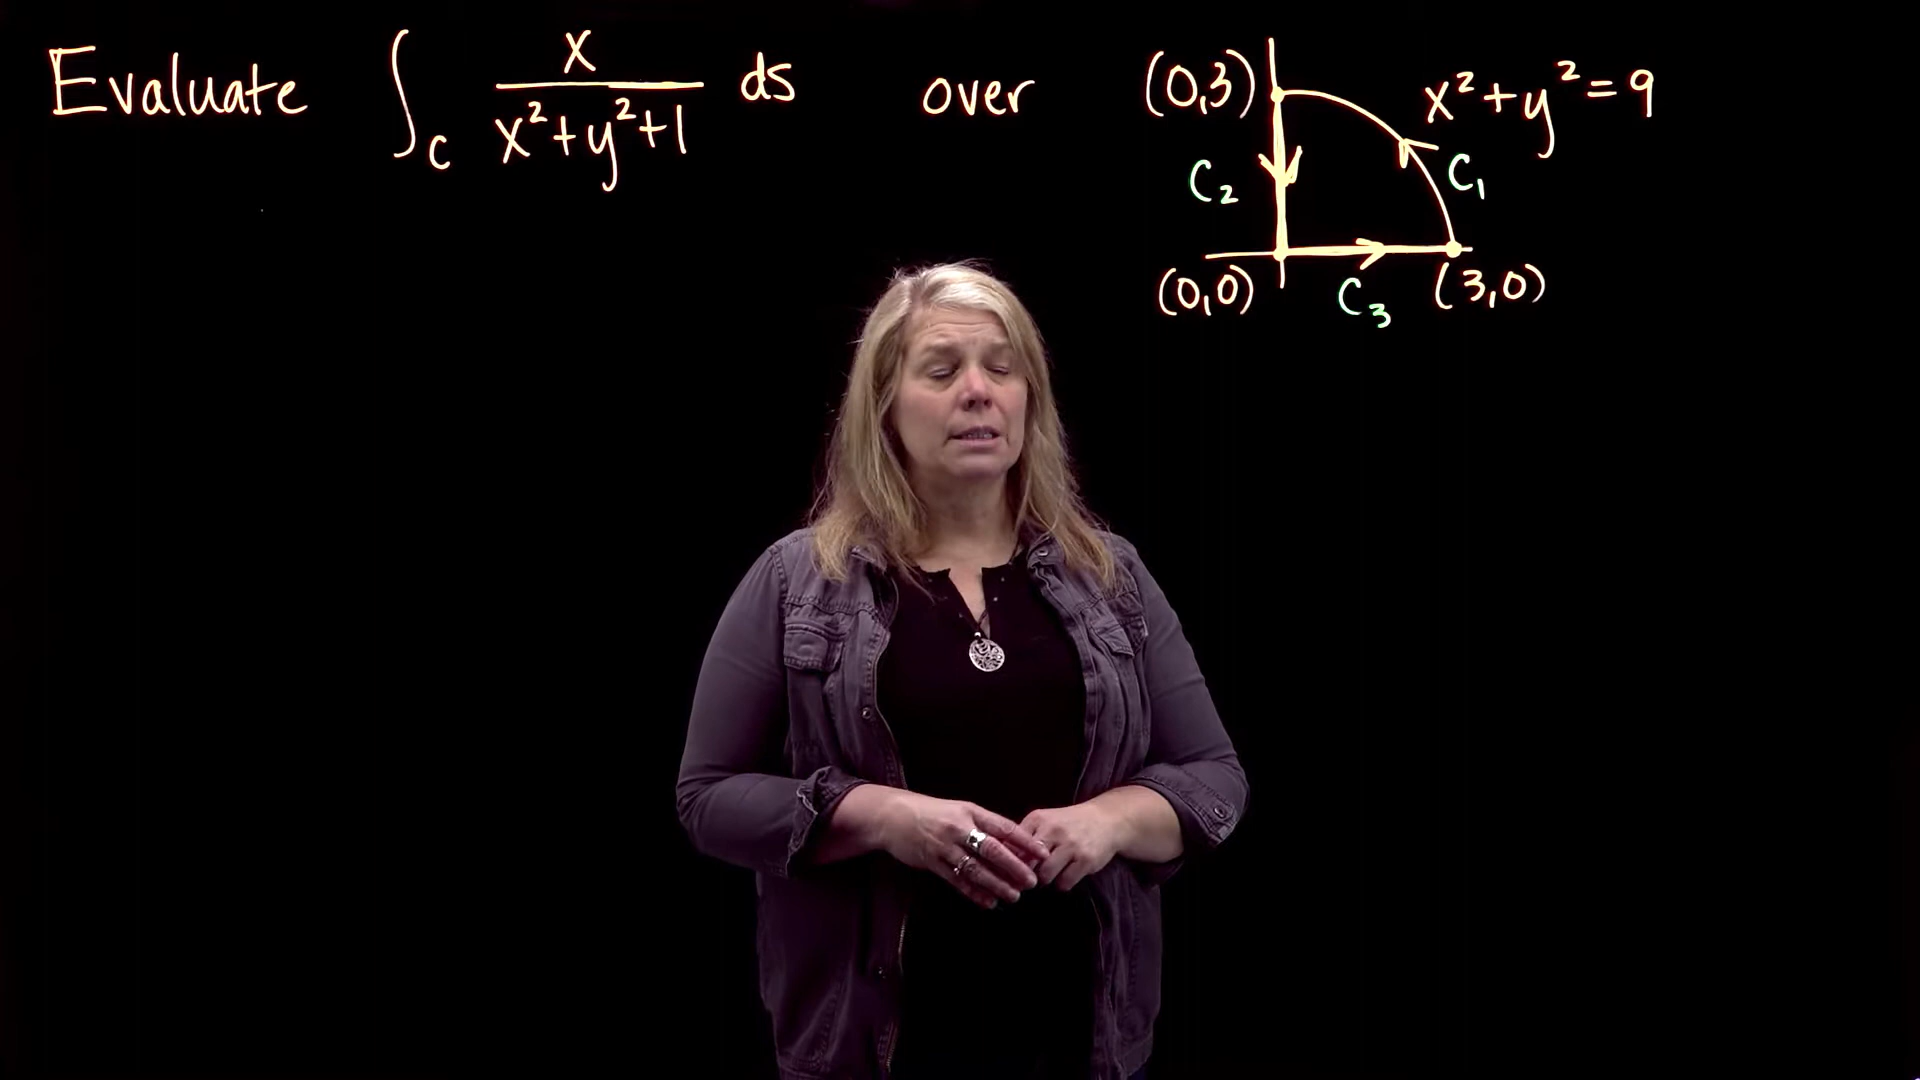 Evaluate ∫_C x/(x²+y²+1) ds over
(0,3) x²+y²=9
C₂ C₁
(0,0) C₃ (3,0)